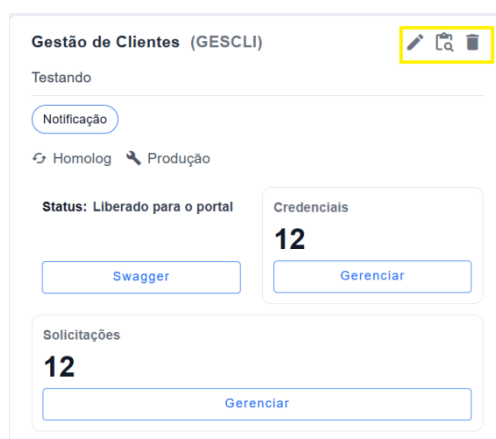 Gestão de Clientes (GESCLI)
Testando
Notificação
Homolog Produção
Status: Liberado para o portal
Swagger
Credenciais
12
Gerenciar
Solicitações
12
Gerenciar